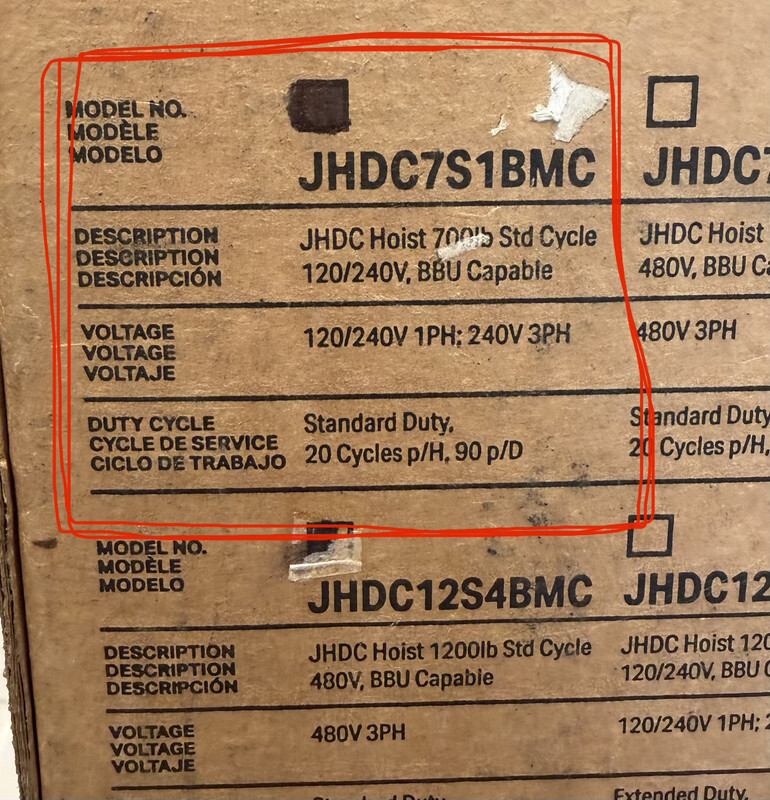 MODEL NO.
MODÈLE
MODELO
JHDC7S1BMC
JHDC7
DESCRIPTION
DESCRIPTION
DESCRIPCIÓN
JHDC Hoist 700lb Std Cycle
120/240V, BBU Capable
JHDC Hoist
480V, BBU Ca
VOLTAGE
VOLTAGE
VOLTAJE
120/240V 1PH; 240V 3PH
480V 3PH
DUTY CYCLE
CYCLE DE SERVICE
CICLO DE TRABAJO
Standard Duty,
20 Cycles p/H, 90 p/D
Standard Duty
20 Cycles p/H,
MODEL NO.
MODÈLE
MODELO
JHDC12S4BMC
JHDC12
DESCRIPTION
DESCRIPTION
DESCRIPCIÓN
JHDC Hoist 1200lb Std Cycle
480V, BBU Capable
JHDC Hoist 120
120/240V, BBU C
VOLTAGE
VOLTAGE
VOLTAJE
480V 3PH
120/240V 1PH; 2
Standard Duty,
Extended Duty,